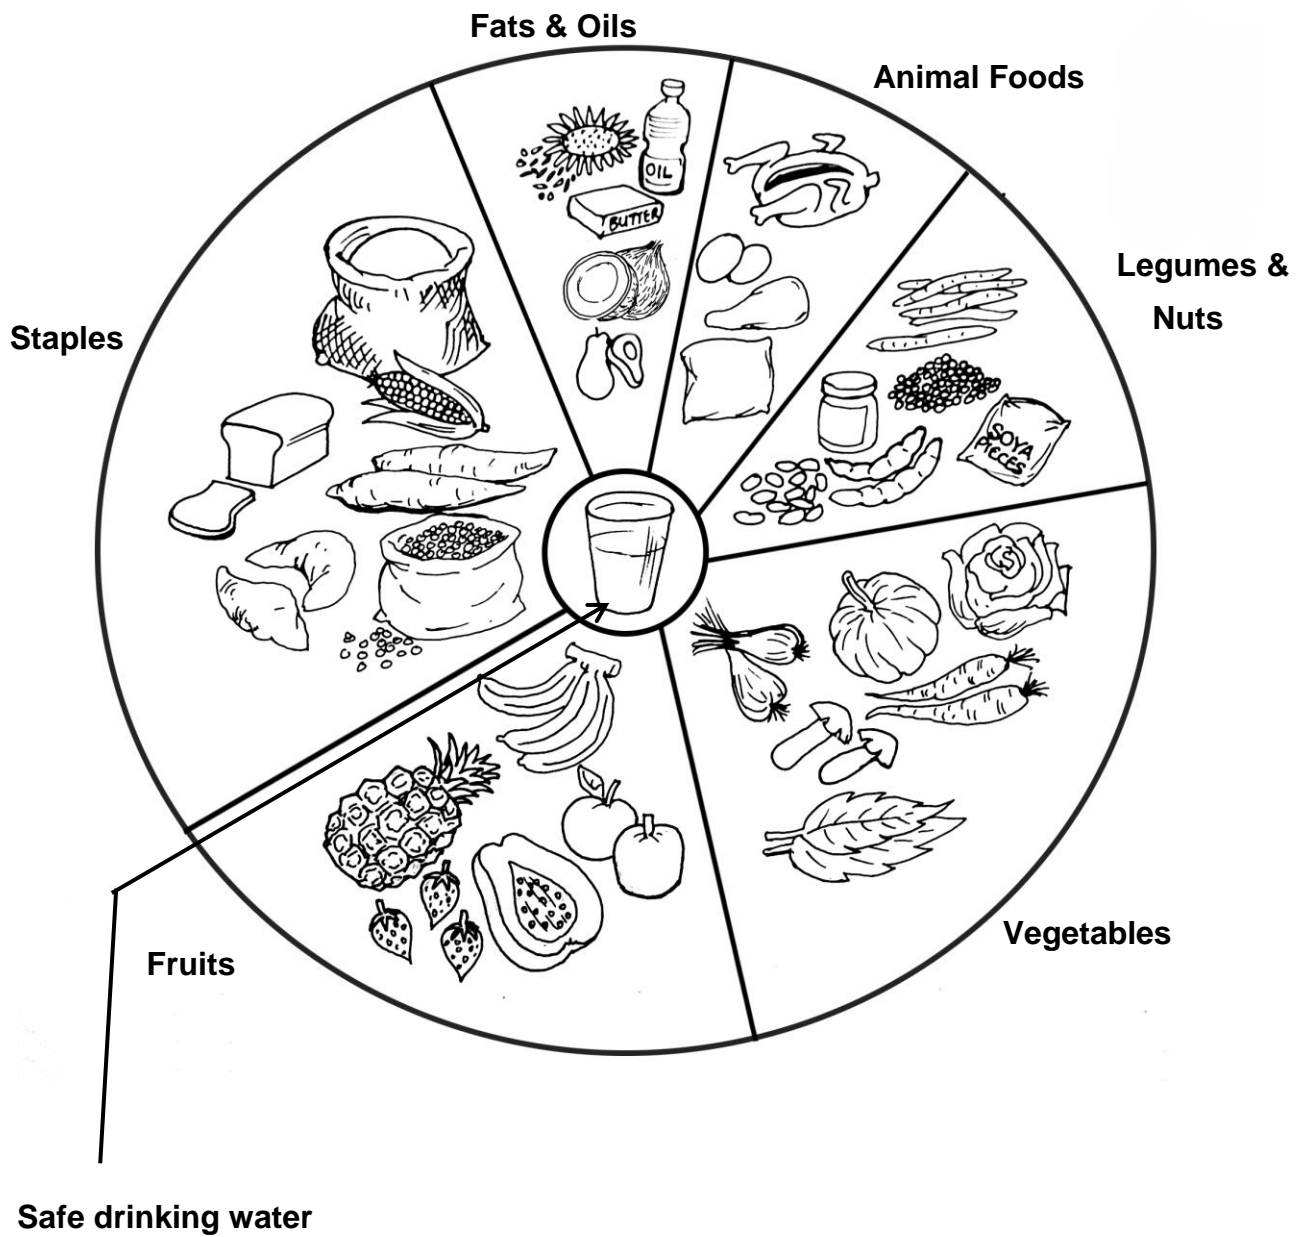 Fats & Oils
Animal Foods
OIL
BUTTER
Legumes &
Nuts
Staples
SOYA
PIECES
Vegetables
Fruits
Safe drinking water